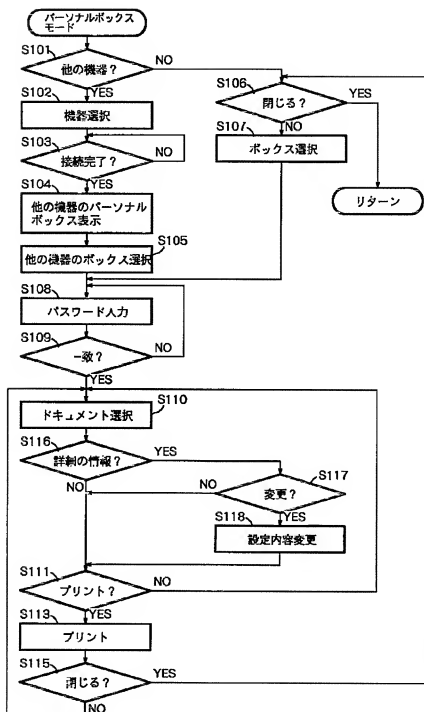 パーソナルボックス
モード
S101
他の機器？
NO
YES
S102
機器選択
S103
接続完了？
NO
YES
S104
他の機器のパーソナル
ボックス表示
S105
他の機器のボックス選択
S106
閉じる？
YES
NO
S107
ボックス選択
リターン
S108
パスワード入力
S109
一致？
NO
YES
S110
ドキュメント選択
S116
詳細の情報？
YES
NO
S117
変更？
NO
YES
S118
設定内容変更
S111
プリント？
NO
YES
S113
プリント
S115
閉じる？
YES
NO